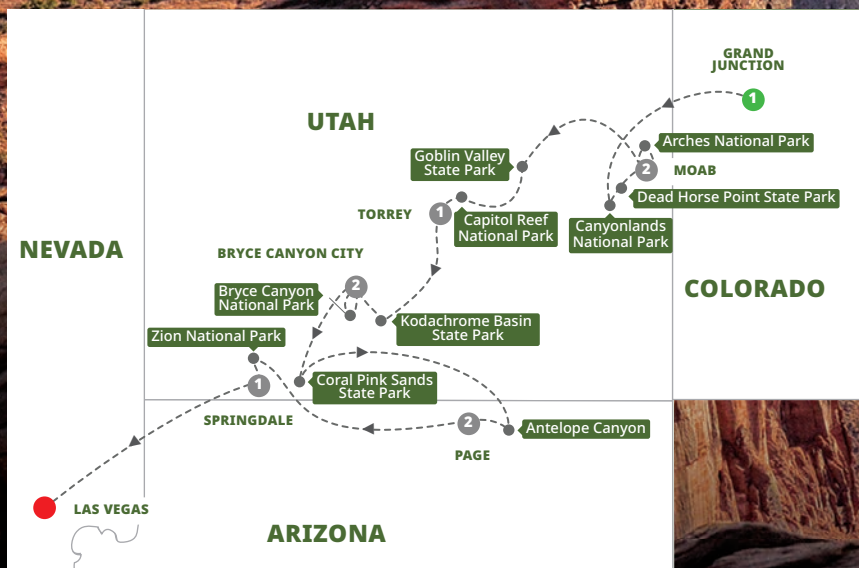 GRAND
JUNCTION
1
UTAH
Arches National Park
Goblin Valley
State Park
2
MOAB
Dead Horse Point State Park
TORREY
1
Capitol Reef
National Park
Canyonlands
National Park
NEVADA
BRYCE CANYON CITY
COLORADO
2
Bryce Canyon
National Park
Kodachrome Basin
State Park
Zion National Park
1
Coral Pink Sands
State Park
SPRINGDALE
2
Antelope Canyon
PAGE
LAS VEGAS
ARIZONA